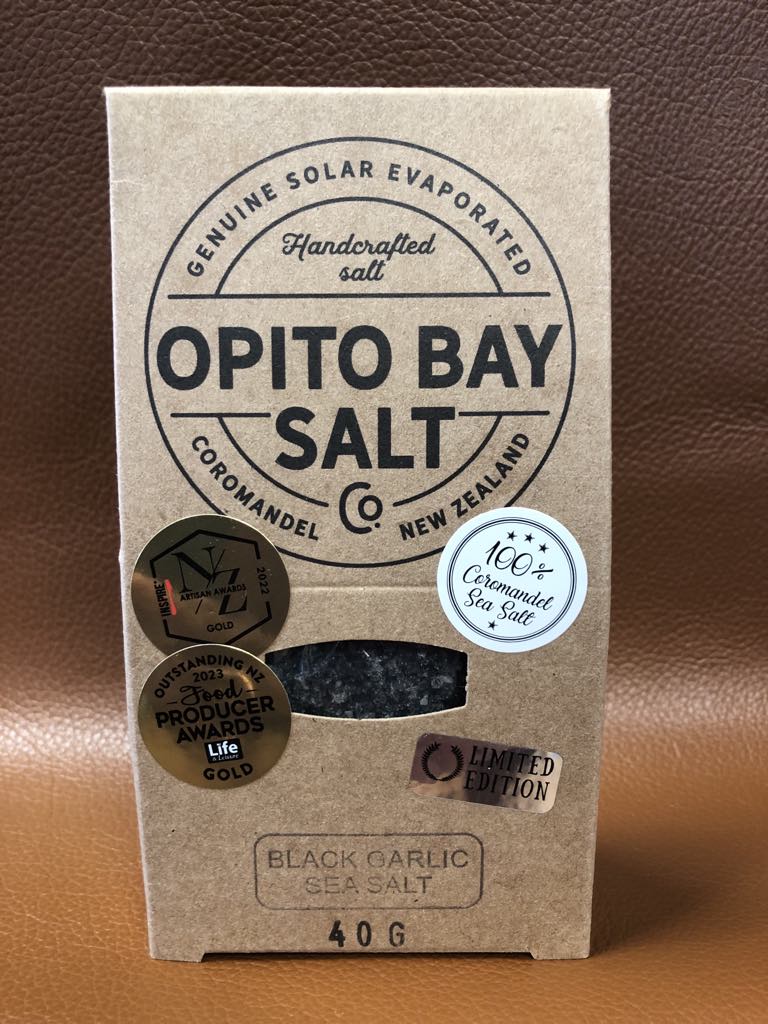 GENUINE SOLAR EVAPORATED
Handcrafted
salt
OPITO BAY
SALT
Co.
COROMANDEL NEW ZEALAND
INSPIRE+
NZ
ARTISAN AWARDS
2022
GOLD
100%
Coromandel
Sea Salt
OUTSTANDING NZ
2023
Food
PRODUCER
AWARDS
Life
& Leisure
GOLD
LIMITED
EDITION
BLACK GARLIC
SEA SALT
40G